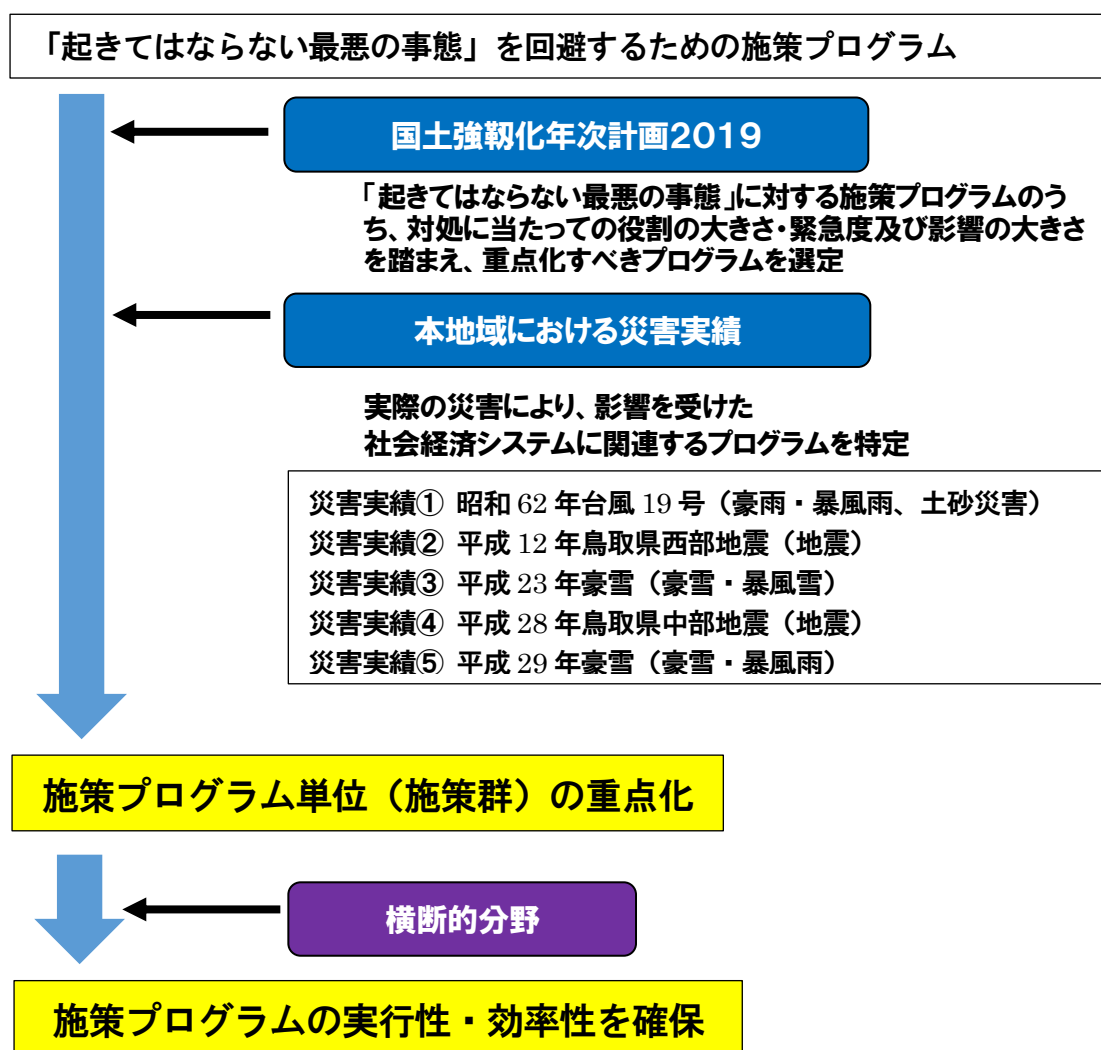 「起きてはならない最悪の事態」を回避するための施策プログラム
国土強靱化年次計画2019
「起きてはならない最悪の事態」に対する施策プログラムのう
ち、対処に当たっての役割の大きさ・緊急度及び影響の大きさ
を踏まえ、重点化すべきプログラムを選定
本地域における災害実績
実際の災害により、影響を受けた
社会経済システムに関連するプログラムを特定
災害実績① 昭和 62 年台風 19 号（豪雨・暴風雨、土砂災害）
災害実績② 平成 12 年鳥取県西部地震（地震）
災害実績③ 平成 23 年豪雪（豪雪・暴風雪）
災害実績④ 平成 28 年鳥取県中部地震（地震）
災害実績⑤ 平成 29 年豪雪（豪雪・暴風雨）
施策プログラム単位（施策群）の重点化
横断的分野
施策プログラムの実行性・効率性を確保